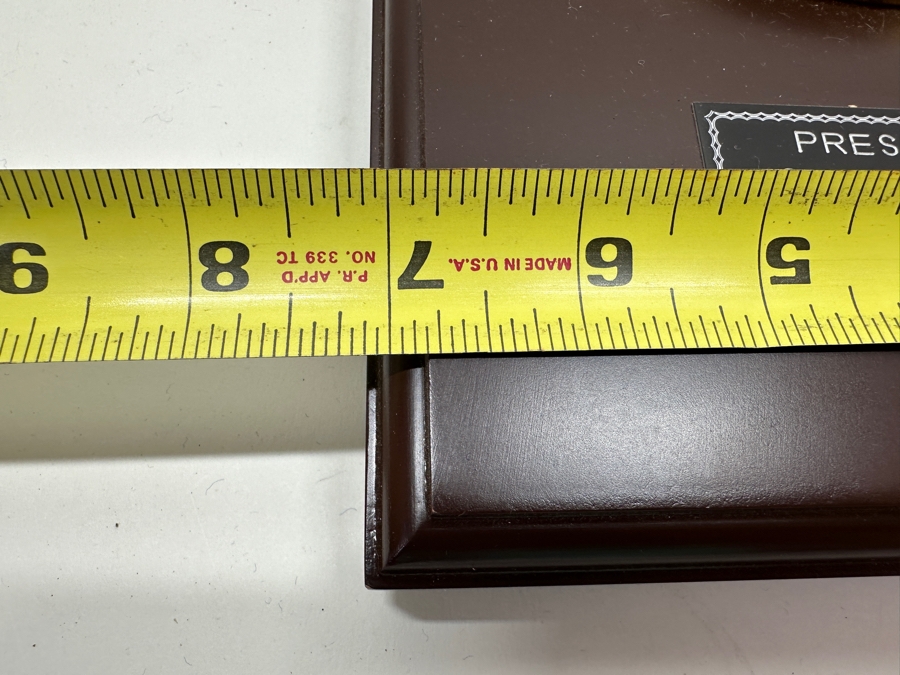 PRES
9 8 7 6 5
P.R. APP'D
NO. 339 TC
MADE IN U.S.A.